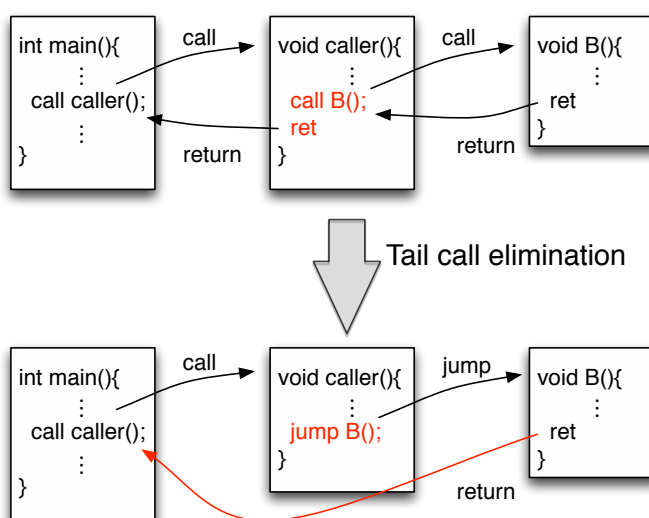 int main(){
⋮
call caller();
⋮
}
call
return
void caller(){
⋮
call B();
ret
}
call
return
void B(){
⋮
ret
}
Tail call elimination
int main(){
⋮
call caller();
⋮
}
call
void caller(){
⋮
jump B();
}
jump
return
void B(){
⋮
ret
}